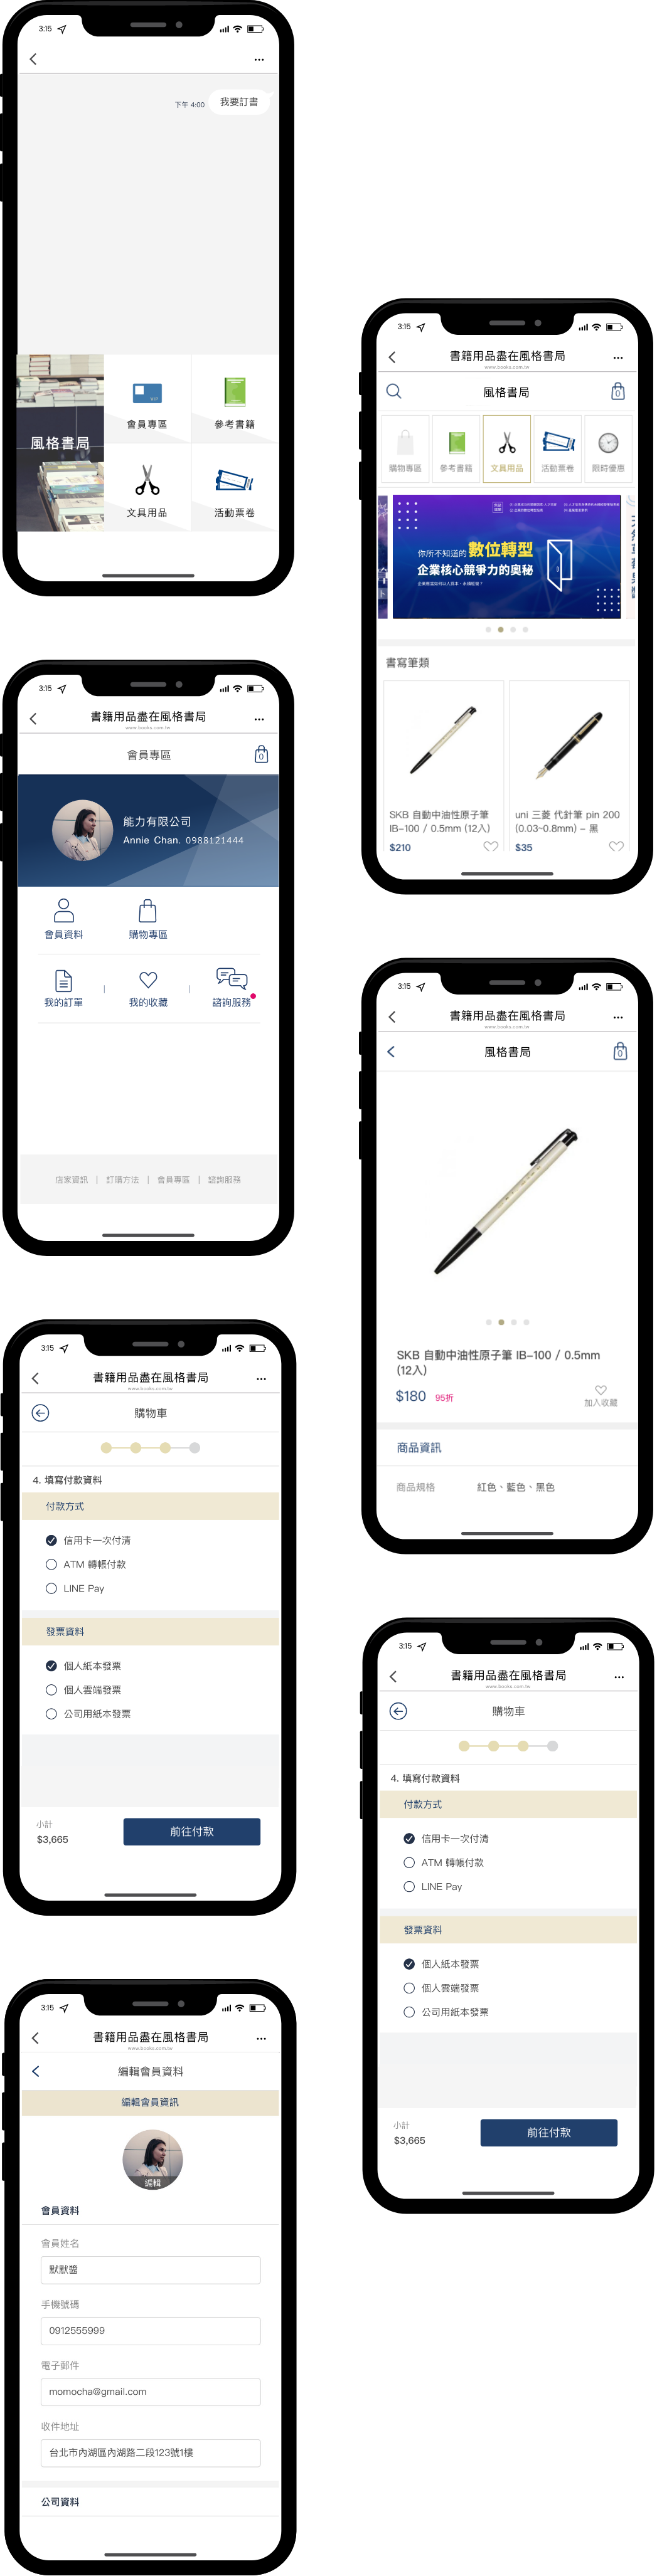 3:15
下午 4:00 我要訂書
風格書局
會員專區
參考書籍
文具用品
活動票卷
3:15
書籍用品盡在風格書局
www.books.com.tw
會員專區
0
能力有限公司
Annie Chan. 0988121444
會員資料
購物專區
我的訂單
我的收藏
諮詢服務
店家資訊 | 訂購方法 | 會員專區 | 諮詢服務
3:15
書籍用品盡在風格書局
www.books.com.tw
購物車
4. 填寫付款資料
付款方式
信用卡一次付清
ATM 轉帳付款
LINE Pay
發票資料
個人紙本發票
個人雲端發票
公司用紙本發票
小計
$3,665
前往付款
3:15
書籍用品盡在風格書局
www.books.com.tw
編輯會員資料
編輯會員資訊
編輯
會員資料
會員姓名
默默醬
手機號碼
0912555999
電子郵件
momocha@gmail.com
收件地址
台北市內湖區內湖路二段123號1樓
公司資料
3:15
書籍用品盡在風格書局
www.books.com.tw
風格書局
0
購物專區
參考書籍
文具用品
活動票卷
限時優惠
你所不知道的數位轉型
企業核心競爭力的奧秘
書寫筆類
SKB 自動中油性原子筆
IB-100 / 0.5mm (12入)
$210
uni 三菱 代針筆 pin 200
(0.03~0.8mm) - 黑
$35
3:15
書籍用品盡在風格書局
www.books.com.tw
風格書局
0
SKB 自動中油性原子筆 IB-100 / 0.5mm
(12入)
$180 95折
加入收藏
商品資訊
商品規格 紅色、藍色、黑色
3:15
書籍用品盡在風格書局
www.books.com.tw
購物車
4. 填寫付款資料
付款方式
信用卡一次付清
ATM 轉帳付款
LINE Pay
發票資料
個人紙本發票
個人雲端發票
公司用紙本發票
小計
$3,665
前往付款